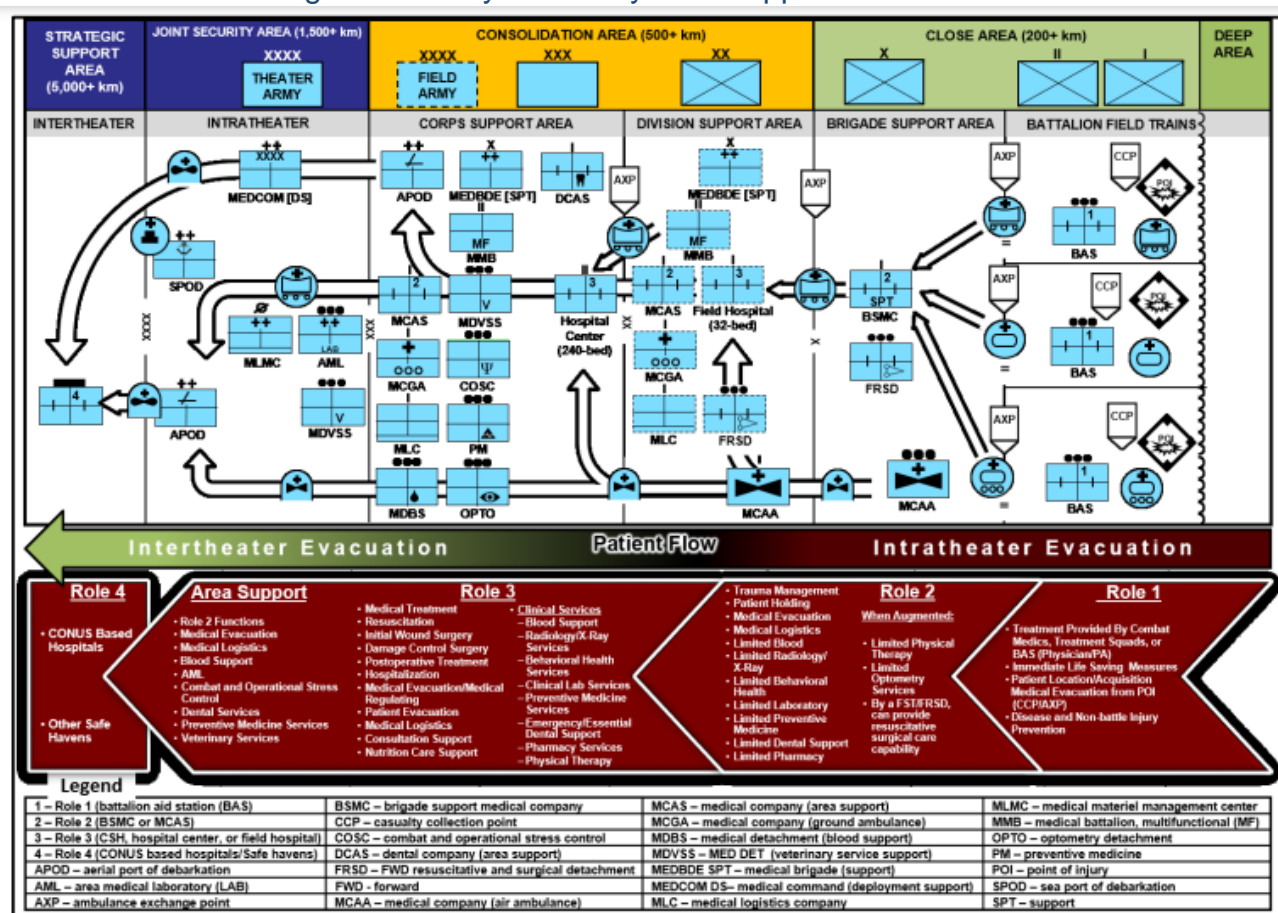 STRATEGIC
SUPPORT
AREA
(5,000+ km)
JOINT SECURITY AREA (1,500+ km)
XXXX
THEATER
ARMY
CONSOLIDATION AREA (500+ km)
XXXX
FIELD
ARMY
XXX
XX
CLOSE AREA (200+ km)
X
II
I
DEEP
AREA
INTERTHEATER
INTRATHEATER
CORPS SUPPORT AREA
DIVISION SUPPORT AREA
BRIGADE SUPPORT AREA
BATTALION FIELD TRAINS
++
XXXX
MEDCOM [DS]
++
SPOD
++
MLMC
++
LAB
AML
V
MDVSS
4
++
APOD
XXXX
XXX
++
APOD
X
++
MEDBDE [SPT]
I
DCAS
II
MF
MMB
I
2
MCAS
V
MDVSS
I
MCGA
Ψ
COSC
I
MLC
PM
MDBS
OPTO
AXP
II
3
Hospital
Center
(240-bed)
XX
X
++
MEDBDE [SPT]
II
MF
MMB
I
2
MCAS
I
3
Field Hospital
(32-bed)
I
MCGA
I
MLC
FRSD
I
MCAA
AXP
X
I
2
SPT
BSMC
FRSD
MCAA
AXP
=
CCP
POI
1
BAS
AXP
=
CCP
POI
1
BAS
AXP
=
CCP
POI
1
BAS
Intertheater Evacuation
Patient Flow
Intratheater Evacuation
Role 4
• CONUS Based
Hospitals
• Other Safe
Havens
Area Support
• Role 2 Functions
• Medical Evacuation
• Medical Logistics
• Blood Support
• AML
• Combat and Operational Stress
Control
• Dental Services
• Preventive Medicine Services
• Veterinary Services
Role 3
• Medical Treatment
• Resuscitation
• Initial Wound Surgery
• Damage Control Surgery
• Postoperative Treatment
• Hospitalization
• Medical Evacuation/Medical
Regulating
• Patient Evacuation
• Medical Logistics
• Consultation Support
• Nutrition Care Support
• Clinical Services
– Blood Support
– Radiology/X-Ray
Services
– Behavioral Health
Services
– Clinical Lab Services
– Preventive Medicine
Services
– Emergency/Essential
Dental Support
– Pharmacy Services
– Physical Therapy
• Trauma Management
• Patient Holding
• Medical Evacuation
• Medical Logistics
• Limited Blood
• Limited Radiology/
X-Ray
• Limited Behavioral
Health
• Limited Laboratory
• Limited Preventive
Medicine
• Limited Dental Support
• Limited Pharmacy
Role 2
When Augmented:
• Limited Physical
Therapy
• Limited
Optometry
Services
• By a FST/FRSD,
can provide
resuscitative
surgical care
capability
Role 1
• Treatment Provided By Combat
Medics, Treatment Squads, or
BAS (Physician/PA)
• Immediate Life Saving Measures
• Patient Location/Acquisition
Medical Evacuation from POI
(CCP/AXP)
• Disease and Non-battle Injury
Prevention
Legend
1 – Role 1 (battalion aid station (BAS)
2 – Role 2 (BSMC or MCAS)
3 – Role 3 (CSH, hospital center, or field hospital)
4 – Role 4 (CONUS based hospitals/Safe havens)
APOD – aerial port of debarkation
AML – area medical laboratory (LAB)
AXP – ambulance exchange point
BSMC – brigade support medical company
CCP – casualty collection point
COSC – combat and operational stress control
DCAS – dental company (area support)
FRSD – FWD resuscitative and surgical detachment
FWD - forward
MCAA – medical company (air ambulance)
MCAS – medical company (area support)
MCGA – medical company (ground ambulance)
MDBS – medical detachment (blood support)
MDVSS – MED DET (veterinary service support)
MEDBDE SPT – medical brigade (support)
MEDCOM DS– medical command (deployment support)
MLC – medical logistics company
MLMC – medical materiel management center
MMB – medical battalion, multifunctional (MF)
OPTO – optometry detachment
PM – preventive medicine
POI – point of injury
SPOD – sea port of debarkation
SPT – support